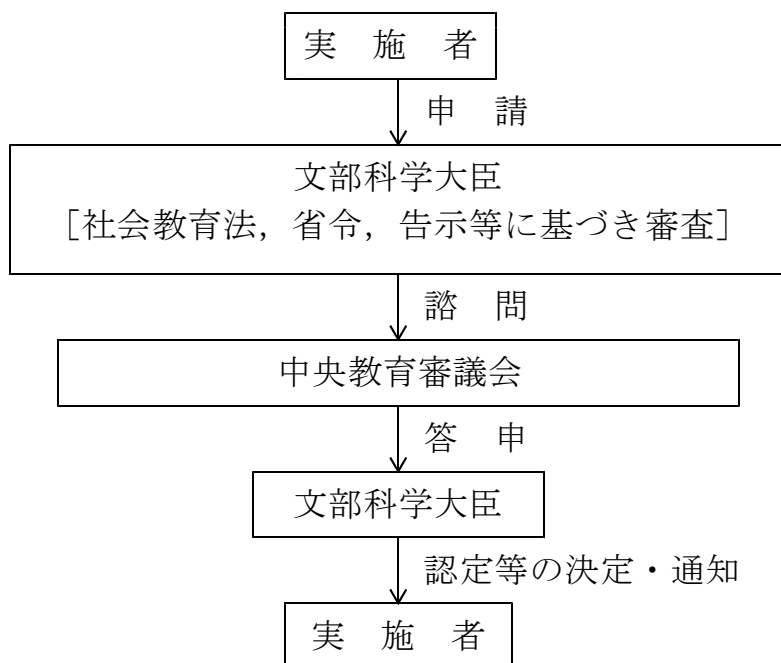 実　施　者
申　請
文部科学大臣
［社会教育法，省令，告示等に基づき審査］
諮　問
中央教育審議会
答　申
文部科学大臣
認定等の決定・通知
実　施　者